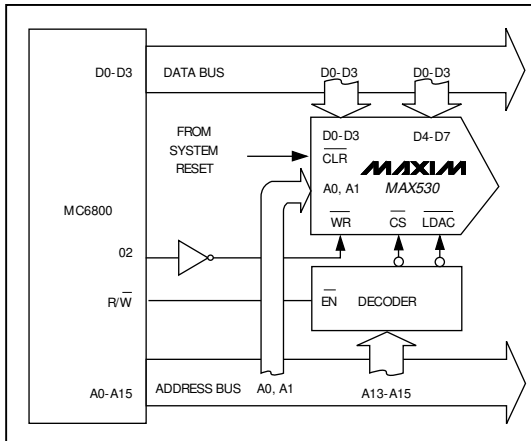 D0-D3 DATA BUS D0-D3 D0-D3
FROM
SYSTEM
RESET
D0-D3 D4-D7
CLR
MAXIM
MAX530
A0, A1
WR CS LDAC
MC6800
02
R/W
EN DECODER
A0-A15 ADDRESS BUS A0, A1 A13-A15